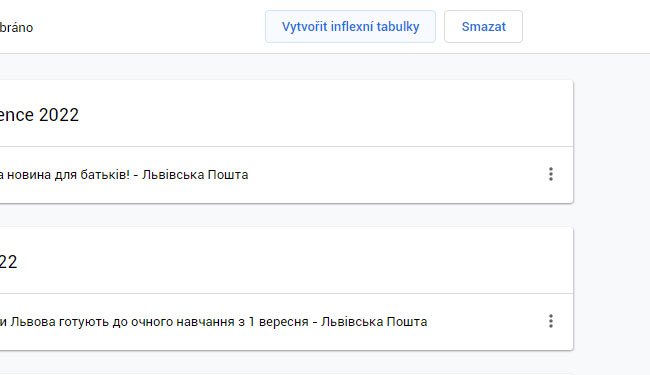 bráno
Vytvořit inflexní tabulky
Smazat
ence 2022
а новина для батьків! - Львівська Пошта
22
и Львова готують до очного навчання з 1 вересня - Львівська Пошта